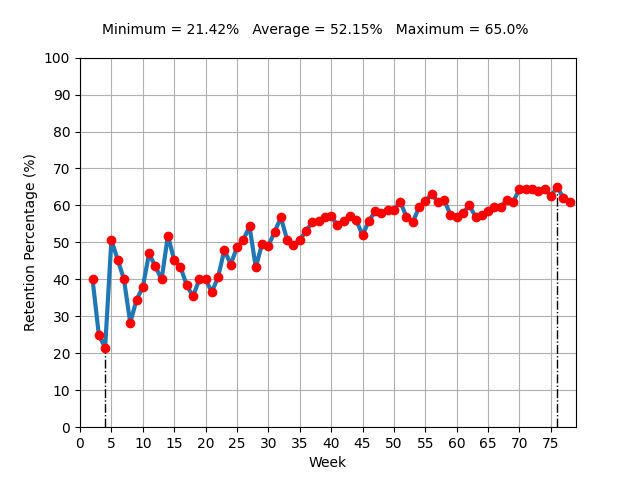 Minimum = 21.42%   Average = 52.15%   Maximum = 65.0%
100
90
80
70
60
50
40
30
20
10
0
Retention Percentage (%)
0 5 10 15 20 25 30 35 40 45 50 55 60 65 70 75
Week